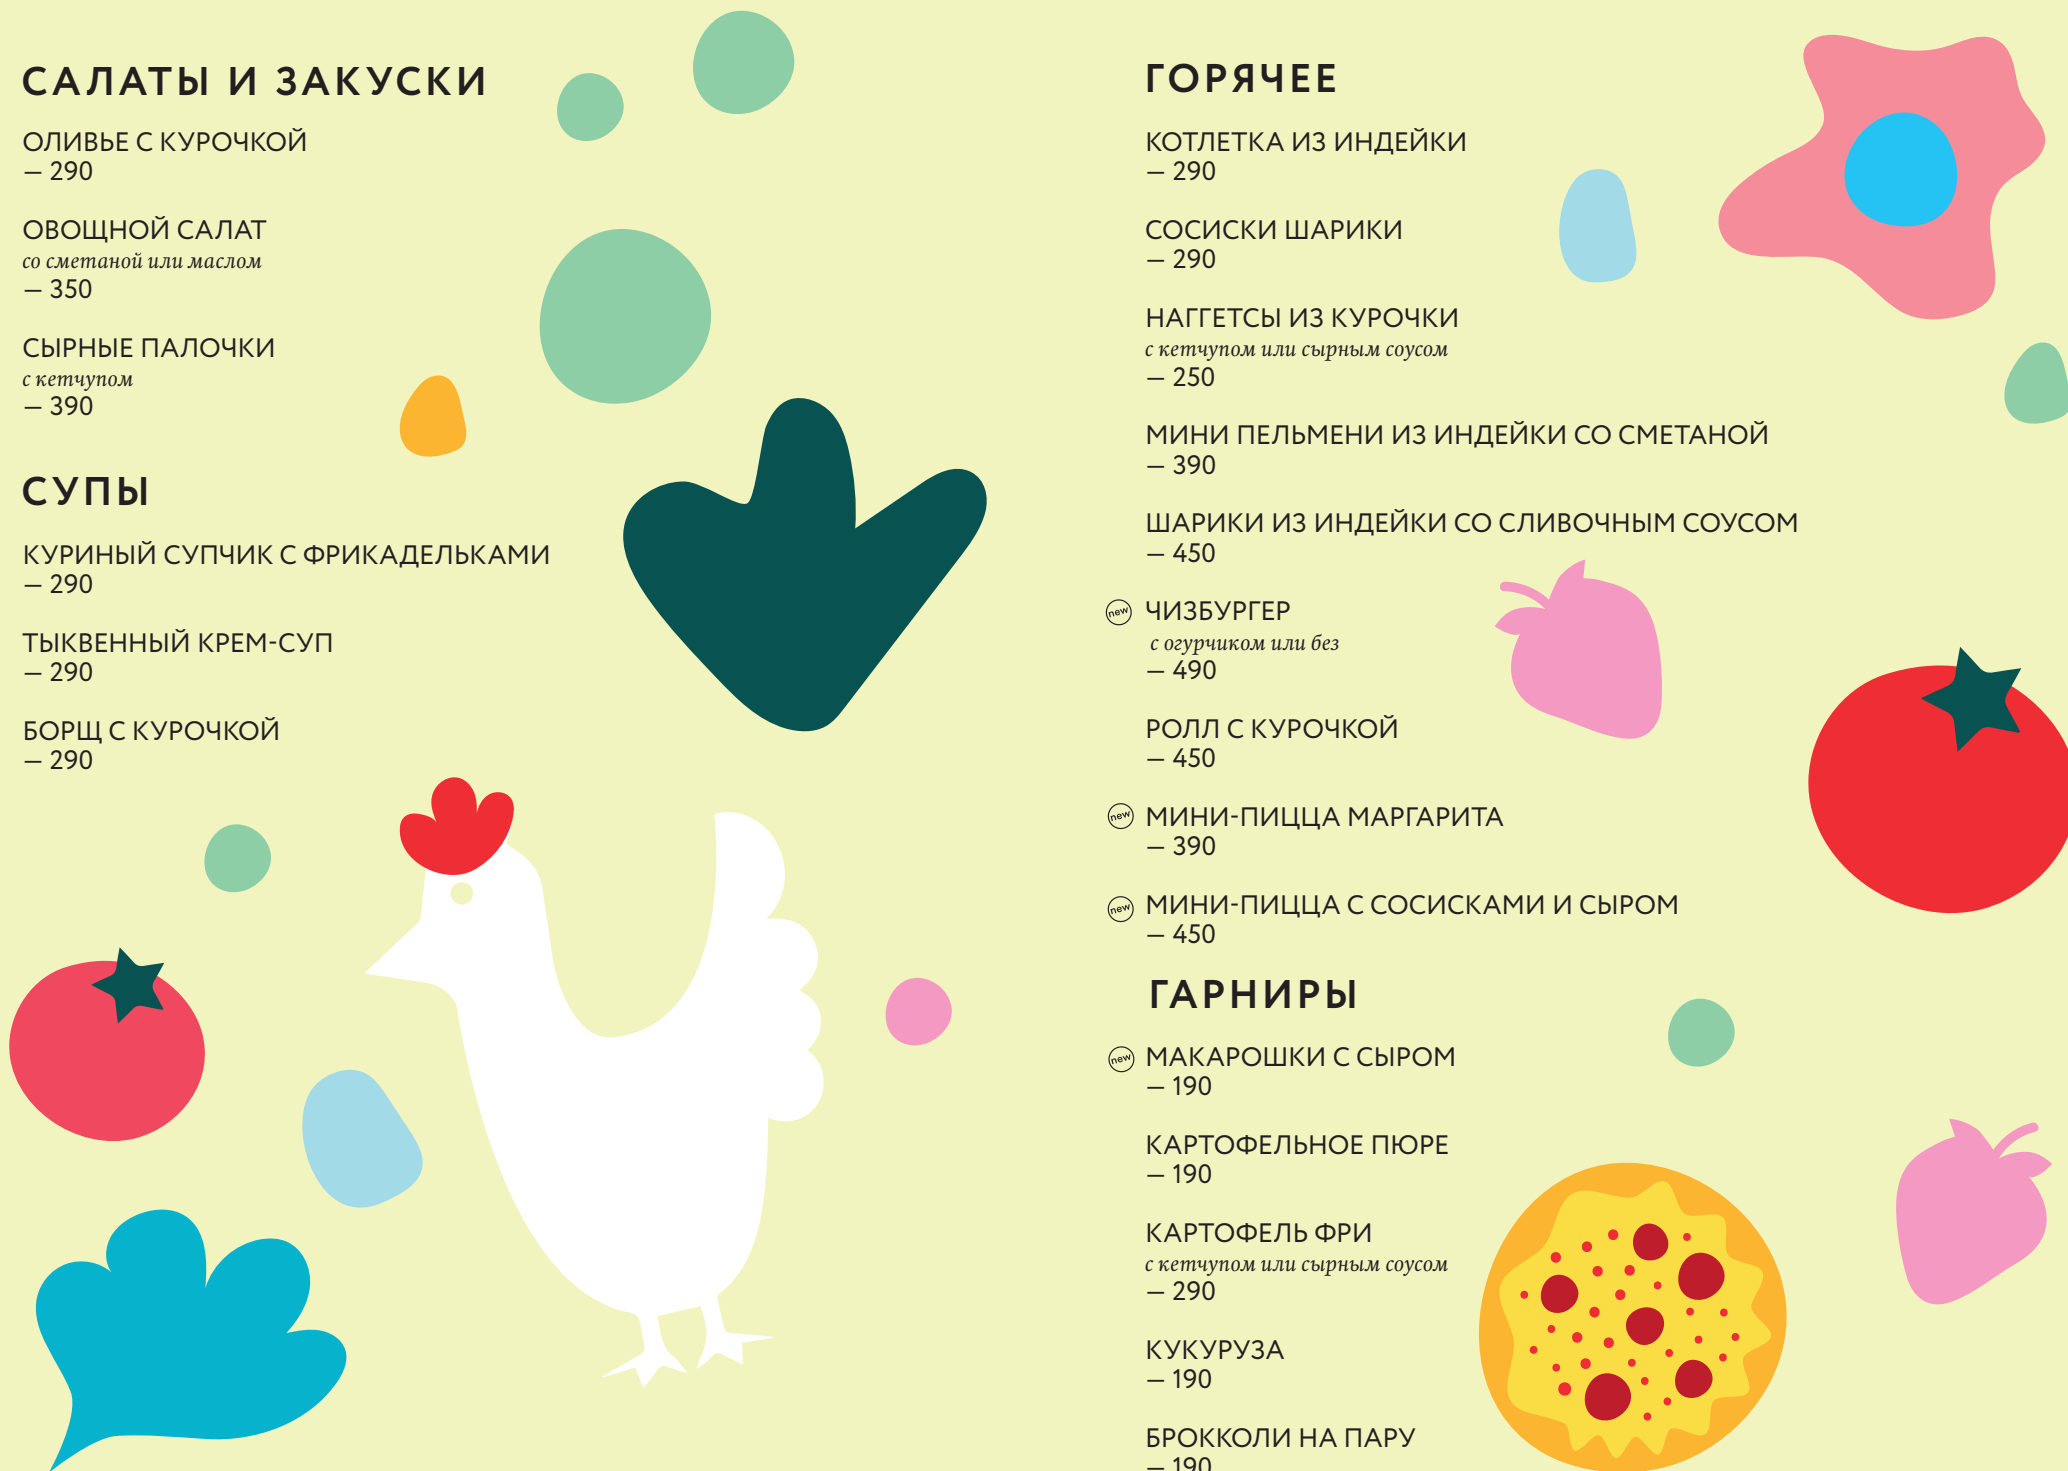 САЛАТЫ И ЗАКУСКИ
ОЛИВЬЕ С КУРОЧКОЙ
— 290
ОВОЩНОЙ САЛАТ
со сметаной или маслом
— 350
СЫРНЫЕ ПАЛОЧКИ
с кетчупом
— 390
СУПЫ
КУРИНЫЙ СУПЧИК С ФРИКАДЕЛЬКАМИ
— 290
ТЫКВЕННЫЙ КРЕМ-СУП
— 290
БОРЩ С КУРОЧКОЙ
— 290
ГОРЯЧЕЕ
КОТЛЕТКА ИЗ ИНДЕЙКИ
— 290
СОСИСКИ ШАРИКИ
— 290
НАГГЕТСЫ ИЗ КУРОЧКИ
с кетчупом или сырным соусом
— 250
МИНИ ПЕЛЬМЕНИ ИЗ ИНДЕЙКИ СО СМЕТАНОЙ
— 390
ШАРИКИ ИЗ ИНДЕЙКИ СО СЛИВОЧНЫМ СОУСОМ
— 450
new ЧИЗБУРГЕР
с огурчиком или без
— 490
РОЛЛ С КУРОЧКОЙ
— 450
new МИНИ-ПИЦЦА МАРГАРИТА
— 390
new МИНИ-ПИЦЦА С СОСИСКАМИ И СЫРОМ
— 450
ГАРНИРЫ
new МАКАРОШКИ С СЫРОМ
— 190
КАРТОФЕЛЬНОЕ ПЮРЕ
— 190
КАРТОФЕЛЬ ФРИ
с кетчупом или сырным соусом
— 290
КУКУРУЗА
— 190
БРОККОЛИ НА ПАРУ
— 190